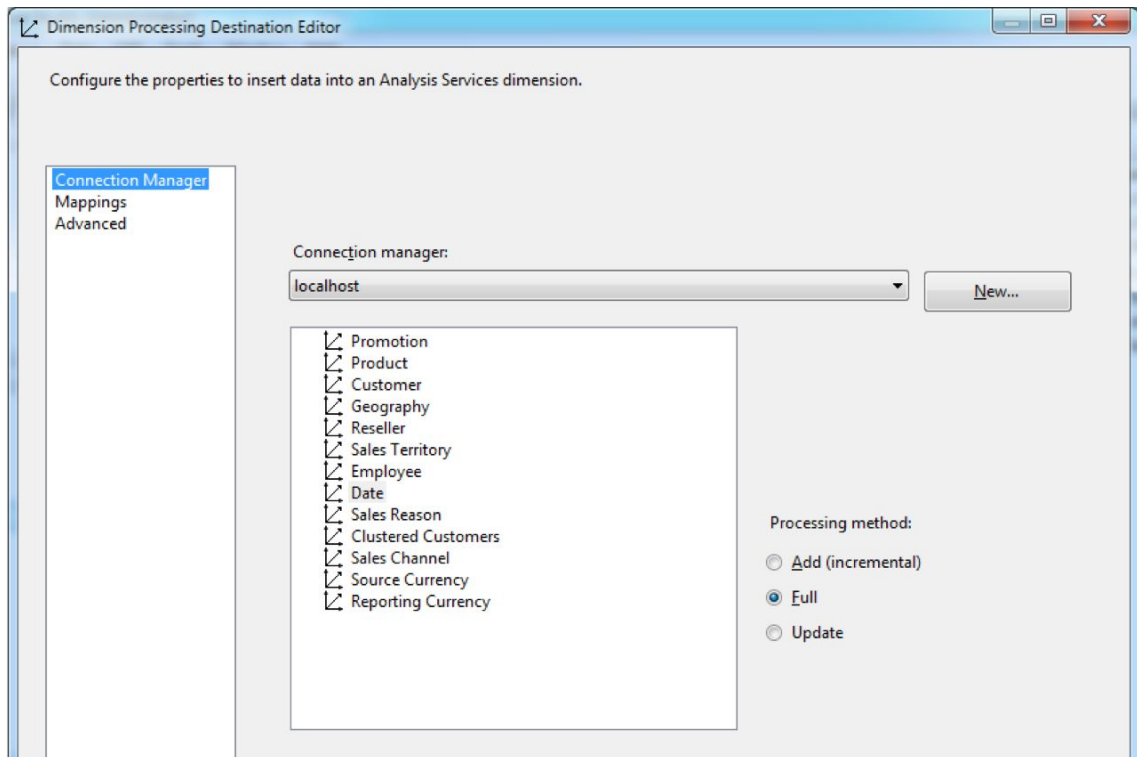 Dimension Processing Destination Editor
Configure the properties to insert data into an Analysis Services dimension.
Connection Manager
Mappings
Advanced
Connection manager:
localhost
New...
Promotion
Product
Customer
Geography
Reseller
Sales Territory
Employee
Date
Sales Reason
Clustered Customers
Sales Channel
Source Currency
Reporting Currency
Processing method:
Add (incremental)
Full
Update